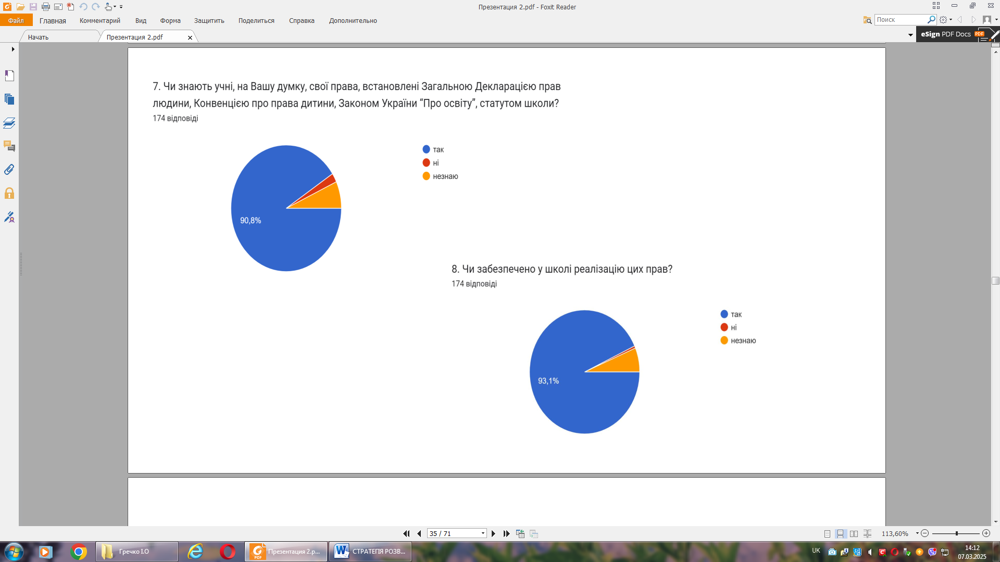 Презентация 2.pdf - Foxit Reader
Файл
Главная
Комментарий
Вид
Форма
Защитить
Поделиться
Справка
Дополнительно
Поиск
Начать
Презентация 2.pdf
eSign PDF Docs
PDF
7. Чи знають учні, на Вашу думку, свої права, встановлені Загальною Декларацією прав
людини, Конвенцією про права дитини, Законом України “Про освіту”, статутом школи?
174 відповіді
так
ні
незнаю
90,8%
8. Чи забезпечено у школі реалізацію цих прав?
174 відповіді
так
ні
незнаю
93,1%
35 / 71
113,60%
Гречко І.О
PDF
Презентация 2.p...
СТРАТЕГІЯ РОЗВ...
UK
14:12
07.03.2025